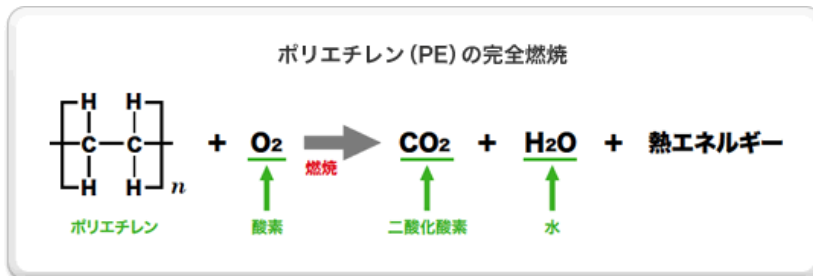 ポリエチレン（PE）の完全燃焼
H H
C C + O2 CO2 + H2O + 熱エネルギー
燃焼
H H n
ポリエチレン 酸素 二酸化酸素 水